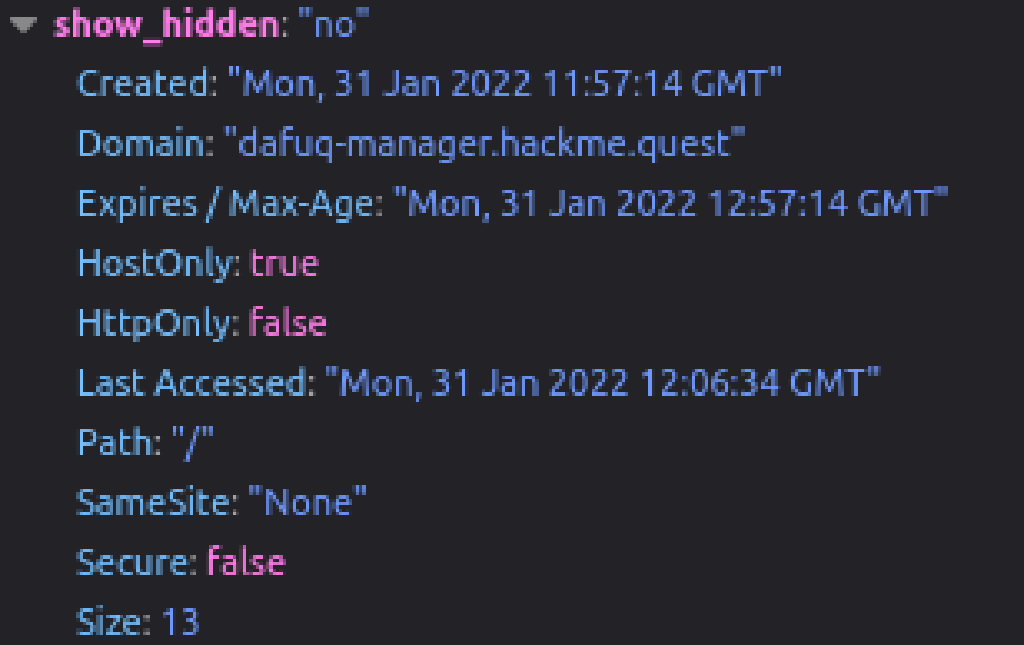 show_hidden: "no"
Created: "Mon, 31 Jan 2022 11:57:14 GMT"
Domain: "dafuq-manager.hackme.quest"
Expires / Max-Age: "Mon, 31 Jan 2022 12:57:14 GMT"
HostOnly: true
HttpOnly: false
Last Accessed: "Mon, 31 Jan 2022 12:06:34 GMT"
Path: "/"
SameSite: "None"
Secure: false
Size: 13